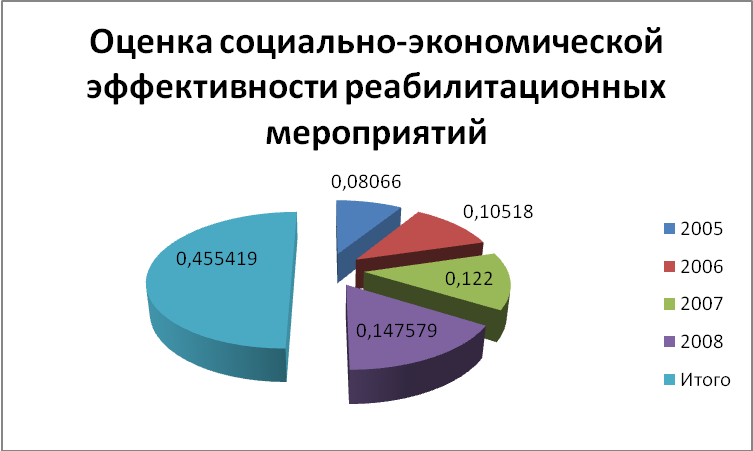 Оценка социально-экономической
эффективности реабилитационных
мероприятий
0,08066
0,10518
0,122
0,147579
0,455419
2005
2006
2007
2008
Итого